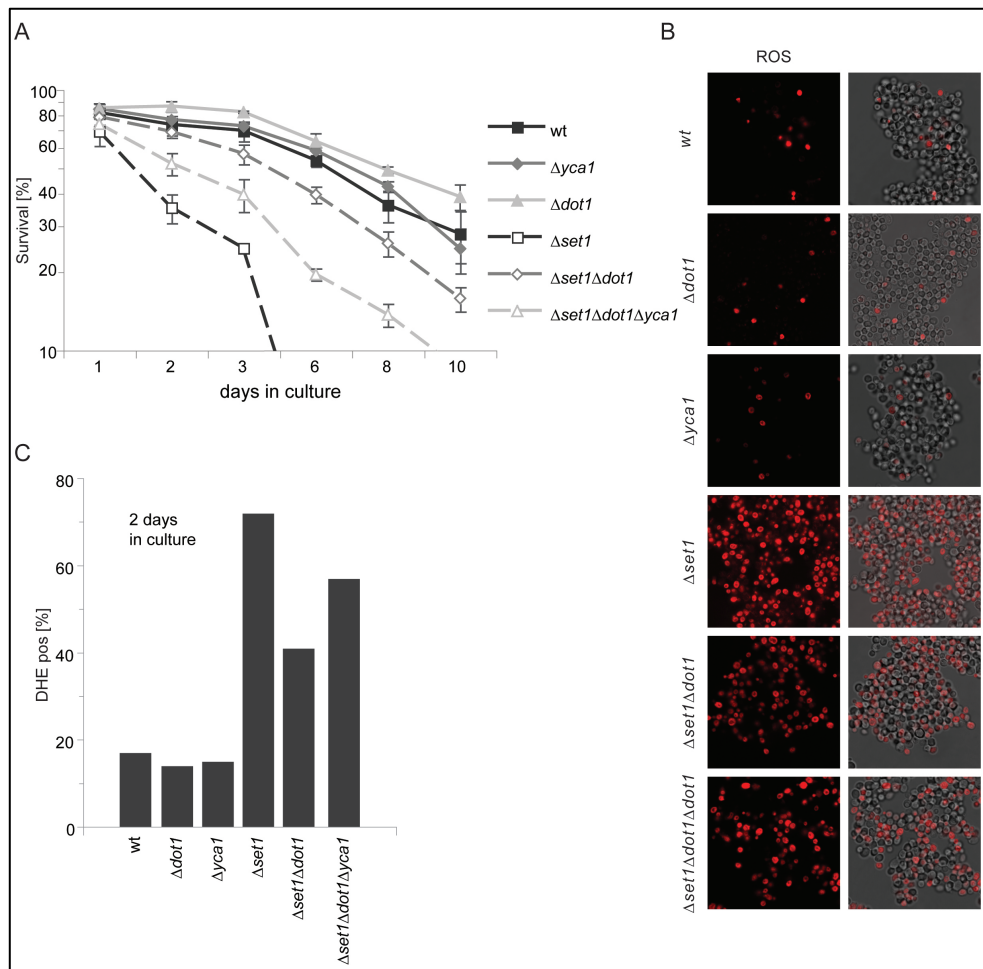 A
100
80
60
40
30
20
10
Survival [%]
1 2 3 6 8 10
days in culture
wt
Δyca1
Δdot1
Δset1
Δset1Δdot1
Δset1Δdot1Δyca1
B
ROS
wt
Δdot1
Δyca1
Δset1
Δset1Δdot1
Δset1Δdot1Δdot1
C
80
60
40
20
0
DHE pos [%]
2 days
in culture
wt
Δdot1
Δyca1
Δset1
Δset1Δdot1
Δset1Δdot1Δyca1